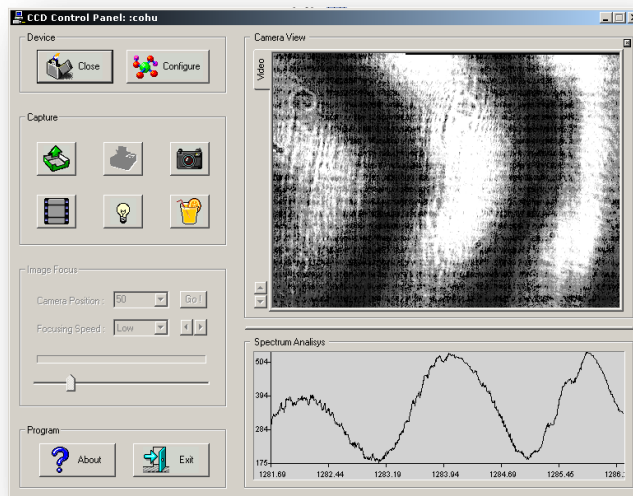 CCD Control Panel: :cohu
Device
Close
Configure
Capture
Image Focus
Camera Position :
50
Go !
Focusing Speed :
Low
Program
About
Exit
Camera View
Video
Spectrum Analisys
504
394
284
175
1281.69 1282.44 1283.19 1283.94 1284.69 1285.45 1286.